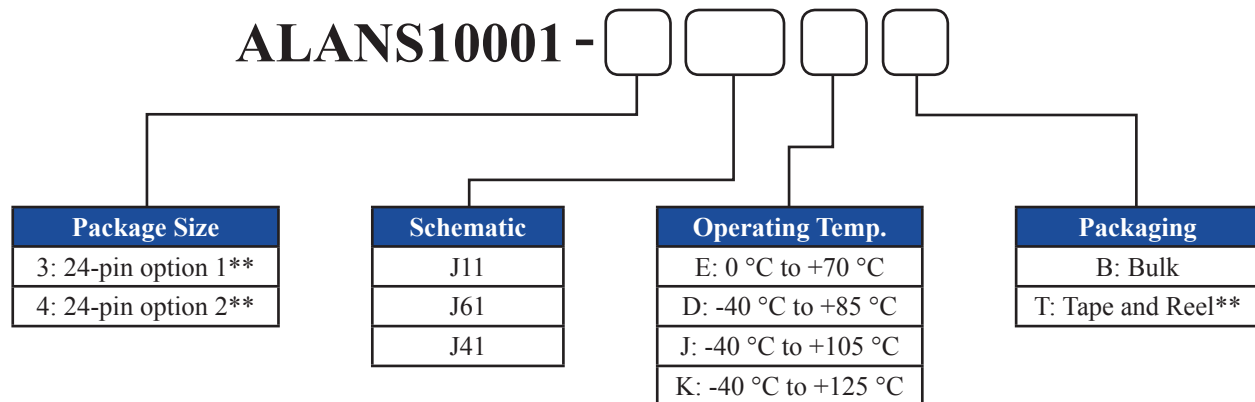 ALANS10001 -
Package Size
3: 24-pin option 1**
4: 24-pin option 2**
Schematic
J11
J61
J41
Operating Temp.
E: 0 °C to +70 °C
D: -40 °C to +85 °C
J: -40 °C to +105 °C
K: -40 °C to +125 °C
Packaging
B: Bulk
T: Tape and Reel**